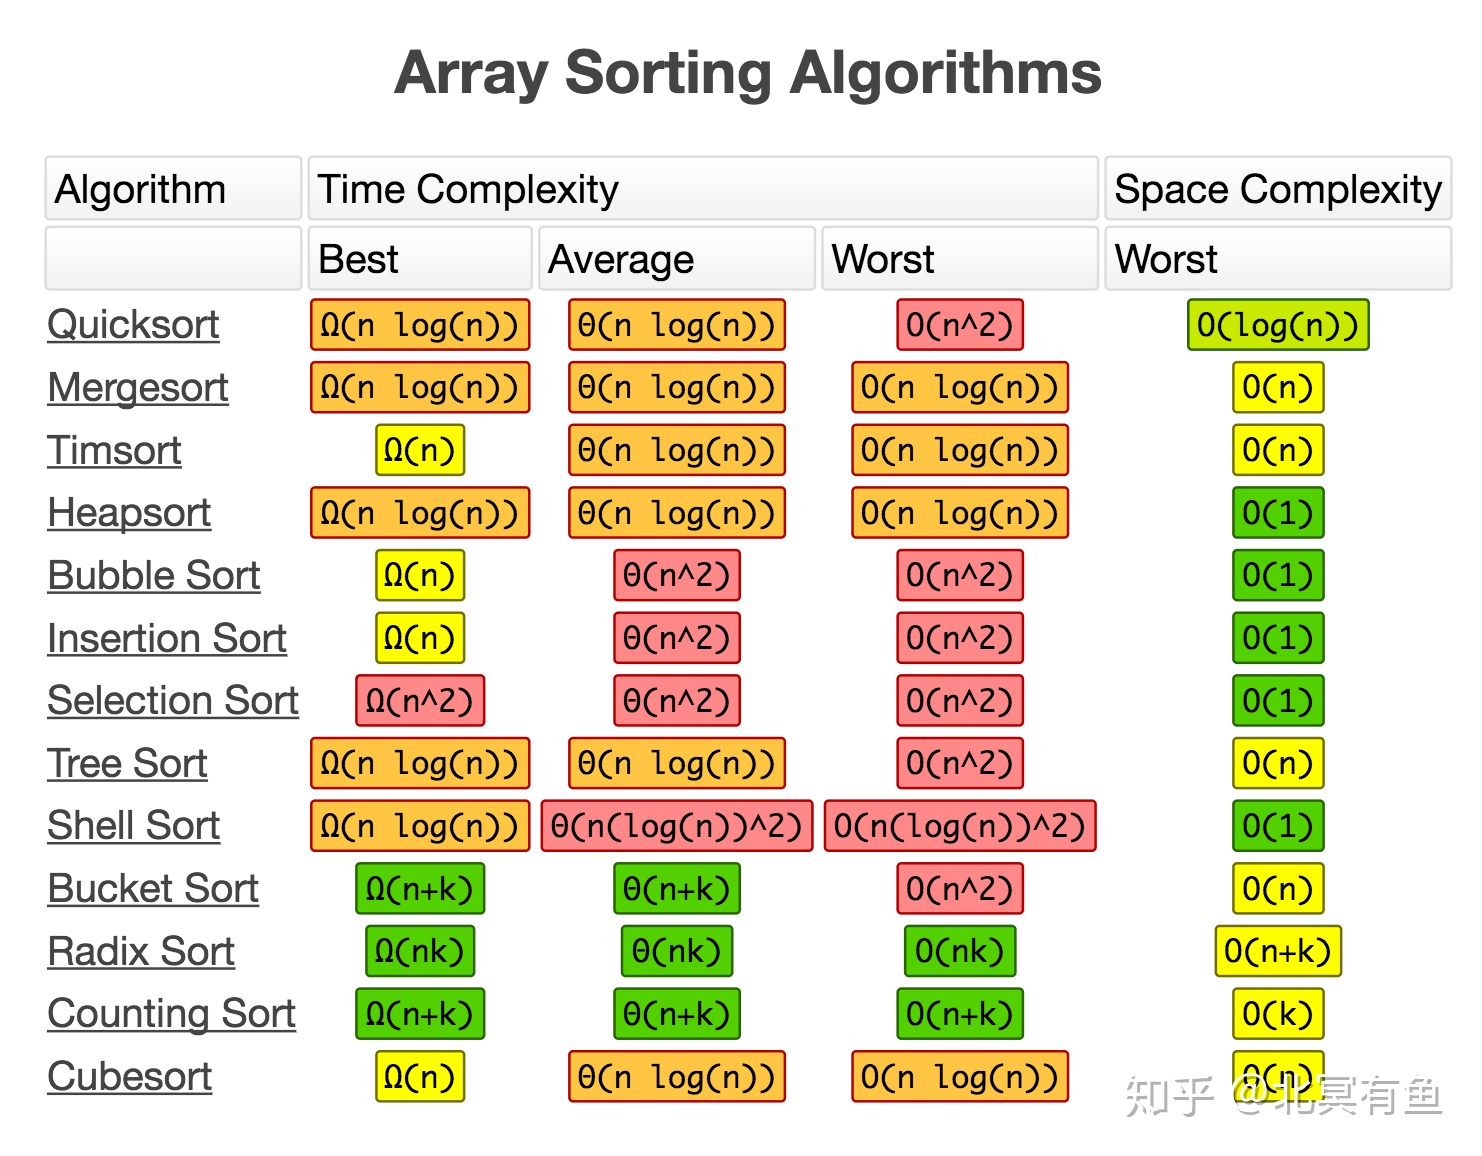 Array Sorting Algorithms
Algorithm Time Complexity Space Complexity
Best Average Worst Worst
Quicksort Ω(n log(n)) Θ(n log(n)) O(n^2) O(log(n))
Mergesort Ω(n log(n)) Θ(n log(n)) O(n log(n)) O(n)
Timsort Ω(n) Θ(n log(n)) O(n log(n)) O(n)
Heapsort Ω(n log(n)) Θ(n log(n)) O(n log(n)) O(1)
Bubble Sort Ω(n) Θ(n^2) O(n^2) O(1)
Insertion Sort Ω(n) Θ(n^2) O(n^2) O(1)
Selection Sort Ω(n^2) Θ(n^2) O(n^2) O(1)
Tree Sort Ω(n log(n)) Θ(n log(n)) O(n^2) O(n)
Shell Sort Ω(n log(n)) Θ(n(log(n))^2) O(n(log(n))^2) O(1)
Bucket Sort Ω(n+k) Θ(n+k) O(n^2) O(n)
Radix Sort Ω(nk) Θ(nk) O(nk) O(n+k)
Counting Sort Ω(n+k) Θ(n+k) O(n+k) O(k)
Cubesort Ω(n) Θ(n log(n)) O(n log(n)) O(n)
知乎 @北冥有鱼